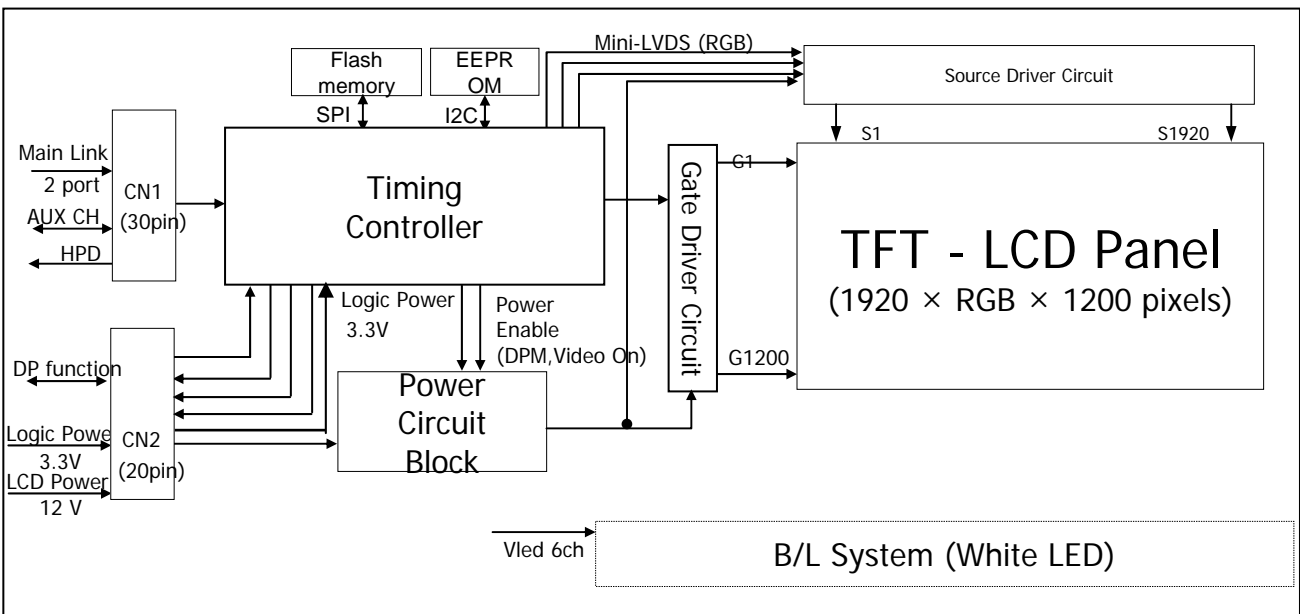 Mini-LVDS (RGB)
Flash
memory
EEPR
OM
Source Driver Circuit
SPI
I2C
S1
S1920
Main Link
2 port
AUX CH
HPD
CN1
(30pin)
Timing
Controller
Gate Driver Circuit
G1
G1200
TFT - LCD Panel
(1920 × RGB × 1200 pixels)
Logic Power
3.3V
Power
Enable
(DPM,Video On)
DP function
Logic Powe
3.3V
LCD Power
12 V
CN2
(20pin)
Power
Circuit
Block
Vled 6ch
B/L System (White LED)